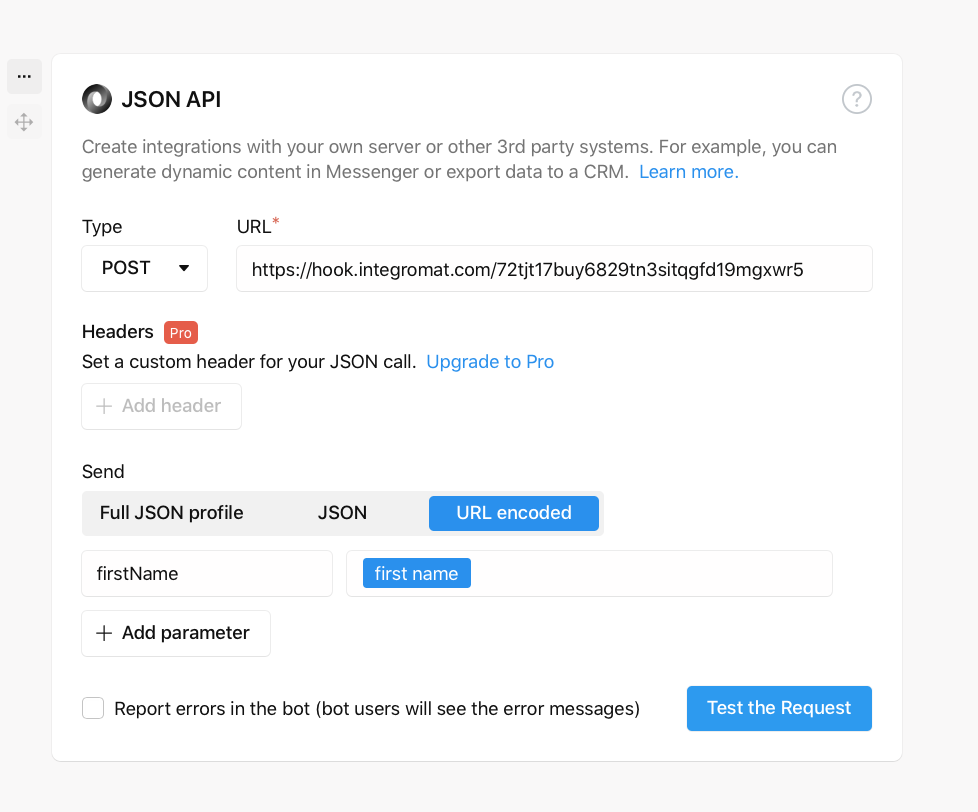 JSON API
?
Create integrations with your own server or other 3rd party systems. For example, you can
generate dynamic content in Messenger or export data to a CRM. Learn more.
Type
URL*
POST
https://hook.integromat.com/72tjt17buy6829tn3sitqgfd19mgxwr5
Headers Pro
Set a custom header for your JSON call. Upgrade to Pro
+ Add header
Send
Full JSON profile JSON URL encoded
firstName first name
+ Add parameter
Report errors in the bot (bot users will see the error messages)
Test the Request